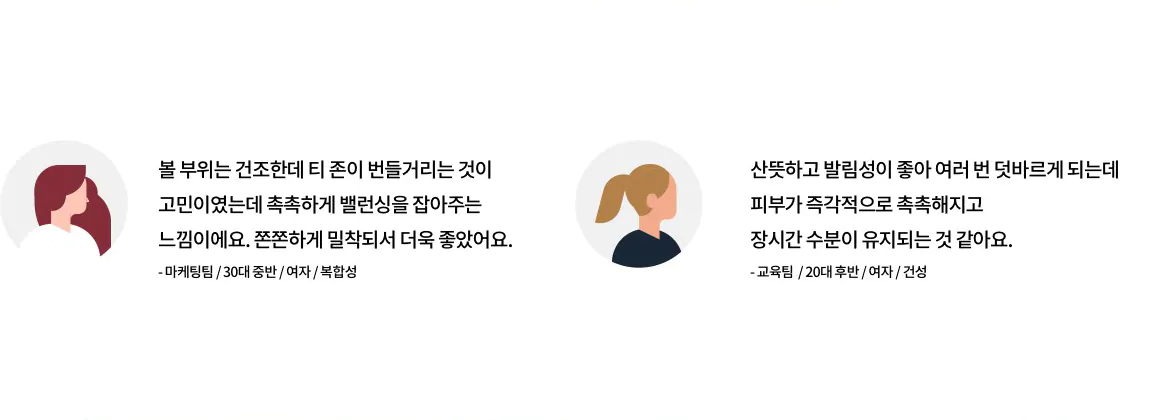 볼 부위는 건조한데 티 존이 번들거리는 것이
고민이였는데 촉촉하게 밸런싱을 잡아주는
느낌이에요. 쫀쫀하게 밀착되서 더욱 좋았어요.
- 마케팅팀 / 30대 중반 / 여자 / 복합성
산뜻하고 발림성이 좋아 여러 번 덧바르게 되는데
피부가 즉각적으로 촉촉해지고
장시간 수분이 유지되는 것 같아요.
- 교육팀 / 20대 후반 / 여자 / 건성